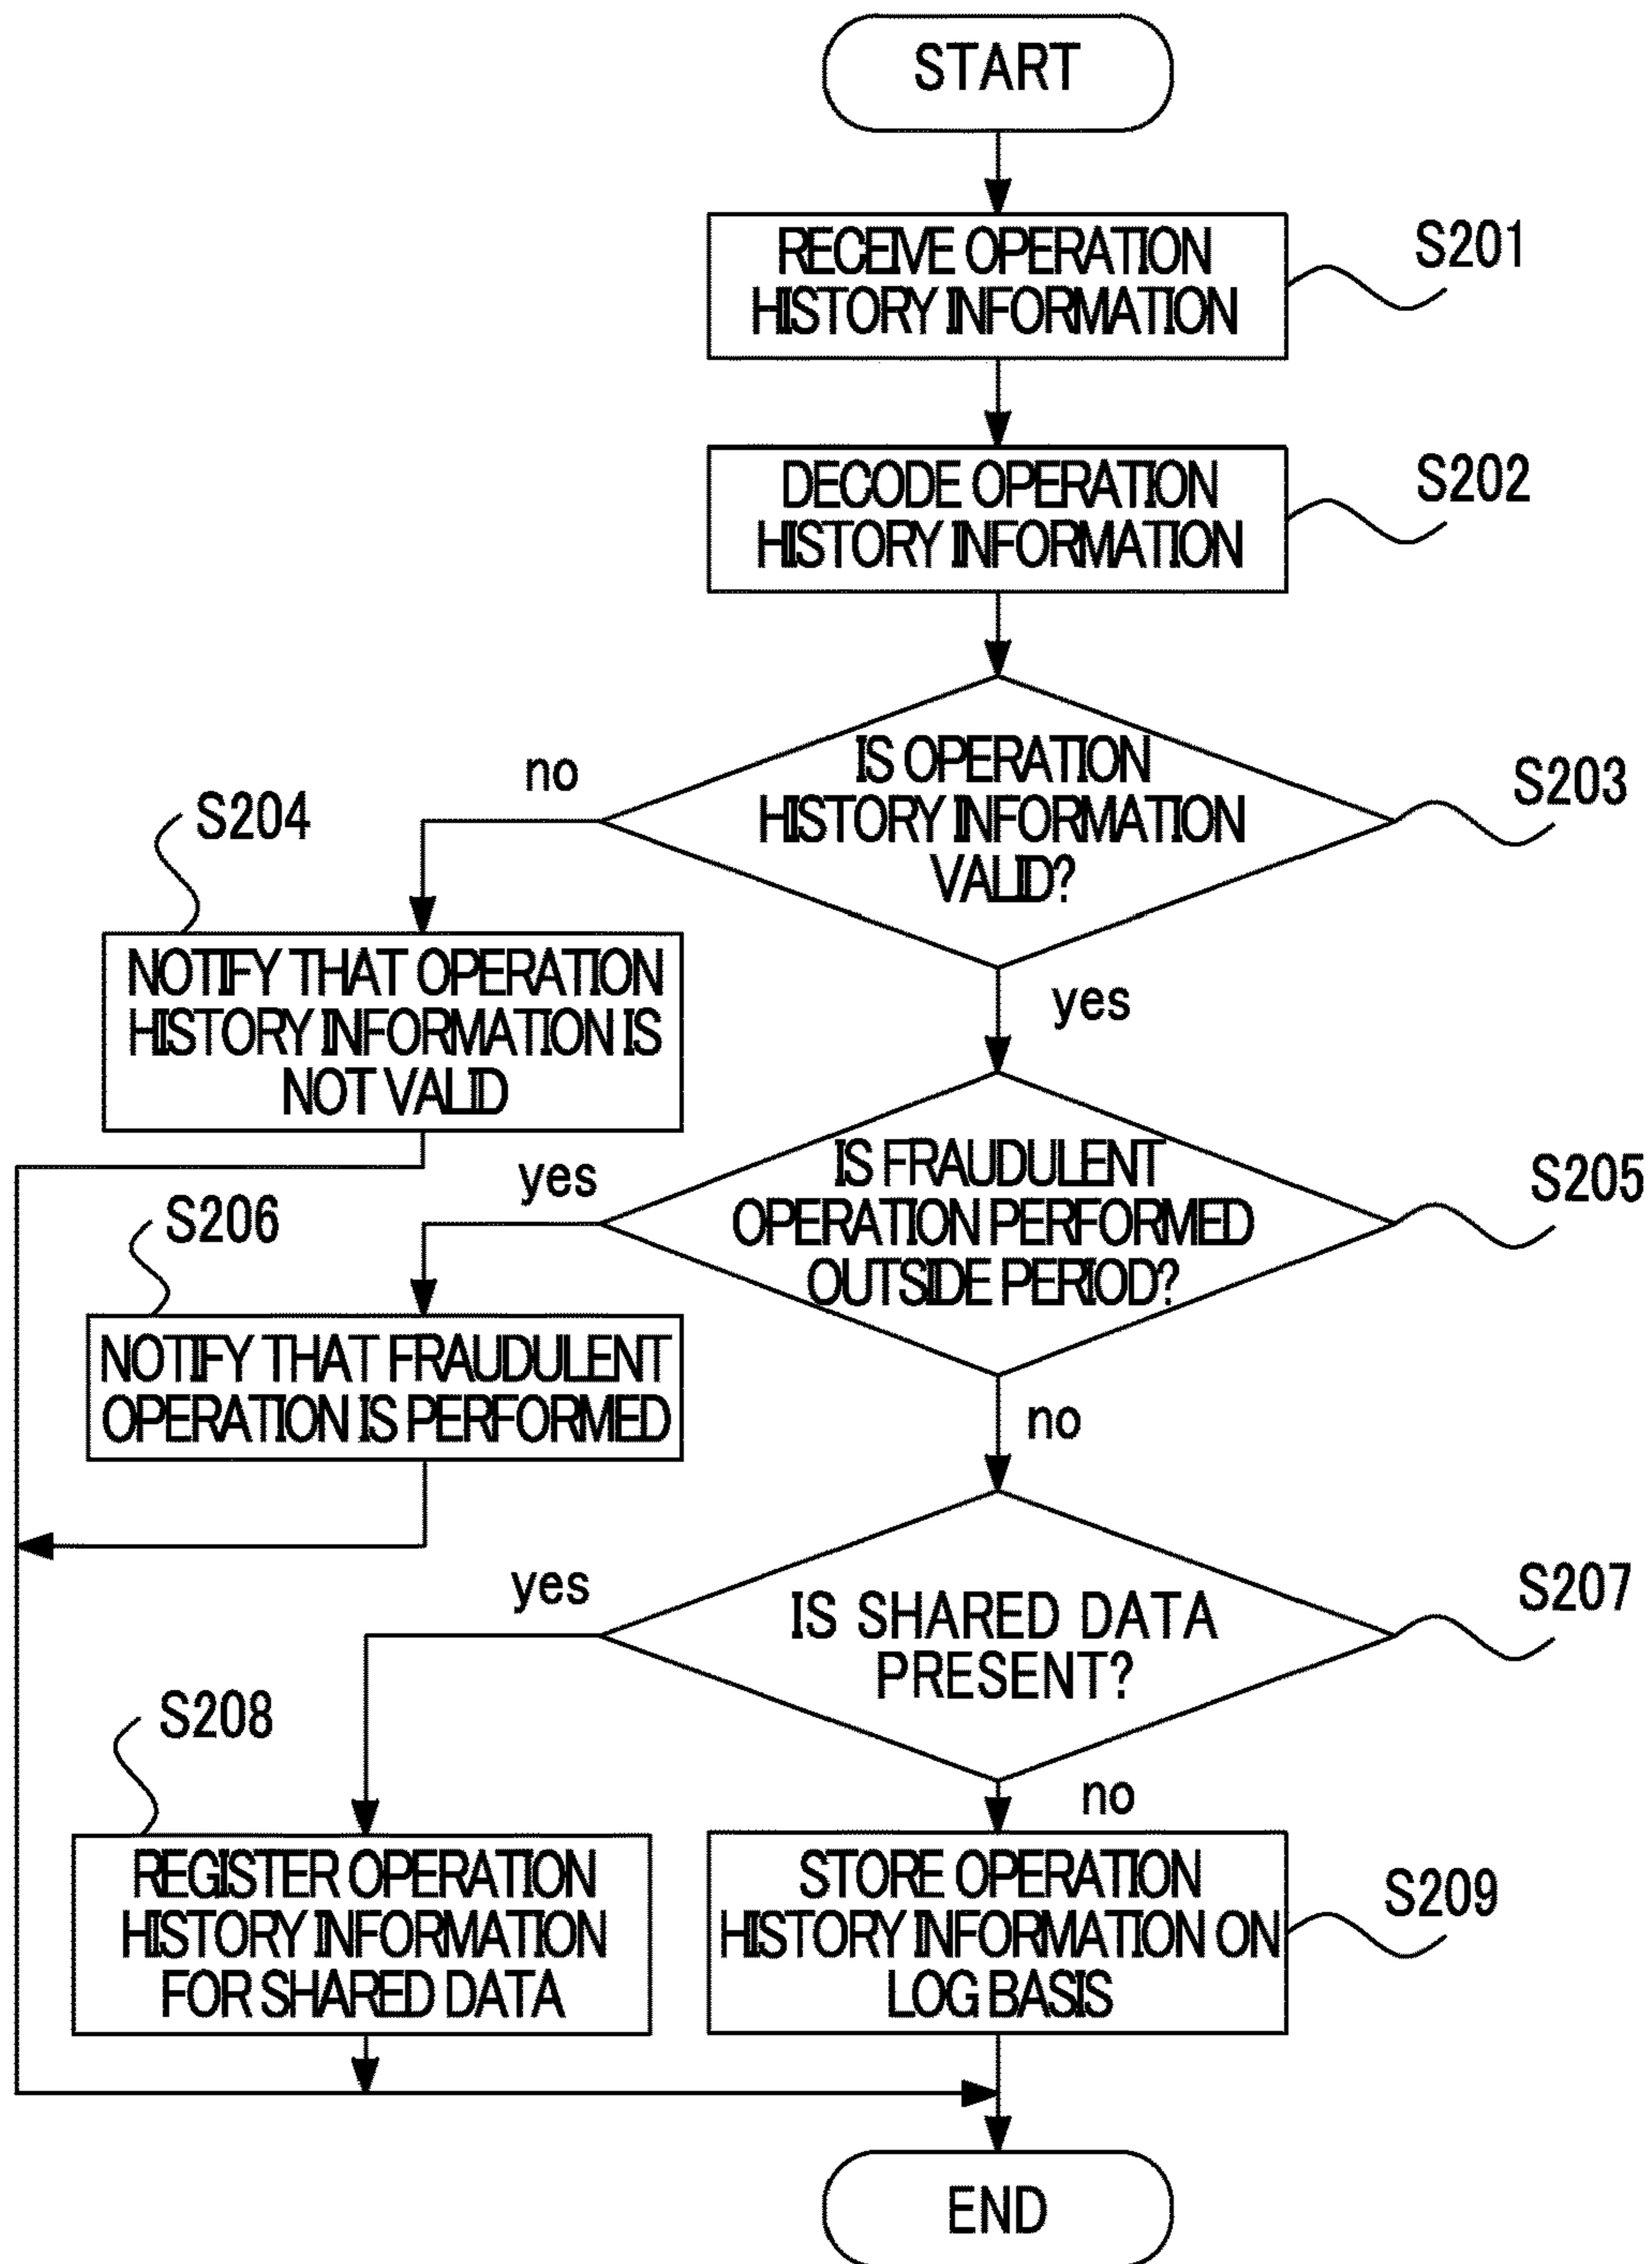 START
RECEIVE OPERATION
HISTORY INFORMATION
S201
DECODE OPERATION
HISTORY INFORMATION
S202
IS OPERATION
HISTORY INFORMATION
VALID?
S203
no
yes
S204
NOTIFY THAT OPERATION
HISTORY INFORMATION IS
NOT VALID
IS FRAUDULENT
OPERATION PERFORMED
OUTSIDE PERIOD?
S205
yes
no
S206
NOTIFY THAT FRAUDULENT
OPERATION IS PERFORMED
IS SHARED DATA
PRESENT?
S207
yes
no
S208
REGISTER OPERATION
HISTORY INFORMATION
FOR SHARED DATA
STORE OPERATION
HISTORY INFORMATION ON
LOG BASIS
S209
END